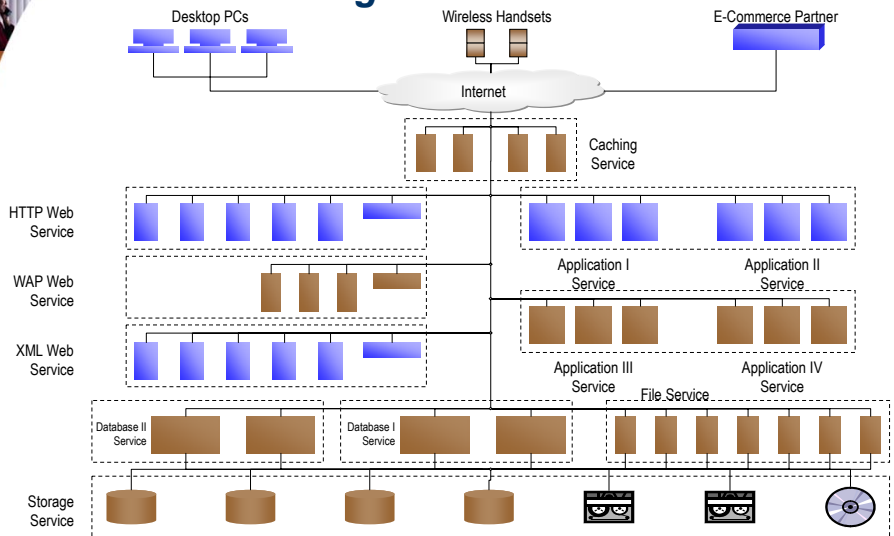 Desktop PCs
Wireless Handsets
E-Commerce Partner
Internet
Caching
Service
HTTP Web
Service
Application I
Service
Application II
Service
WAP Web
Service
XML Web
Service
Application III
Service
Application IV
Service
File Service
Database II
Service
Database I
Service
Storage
Service